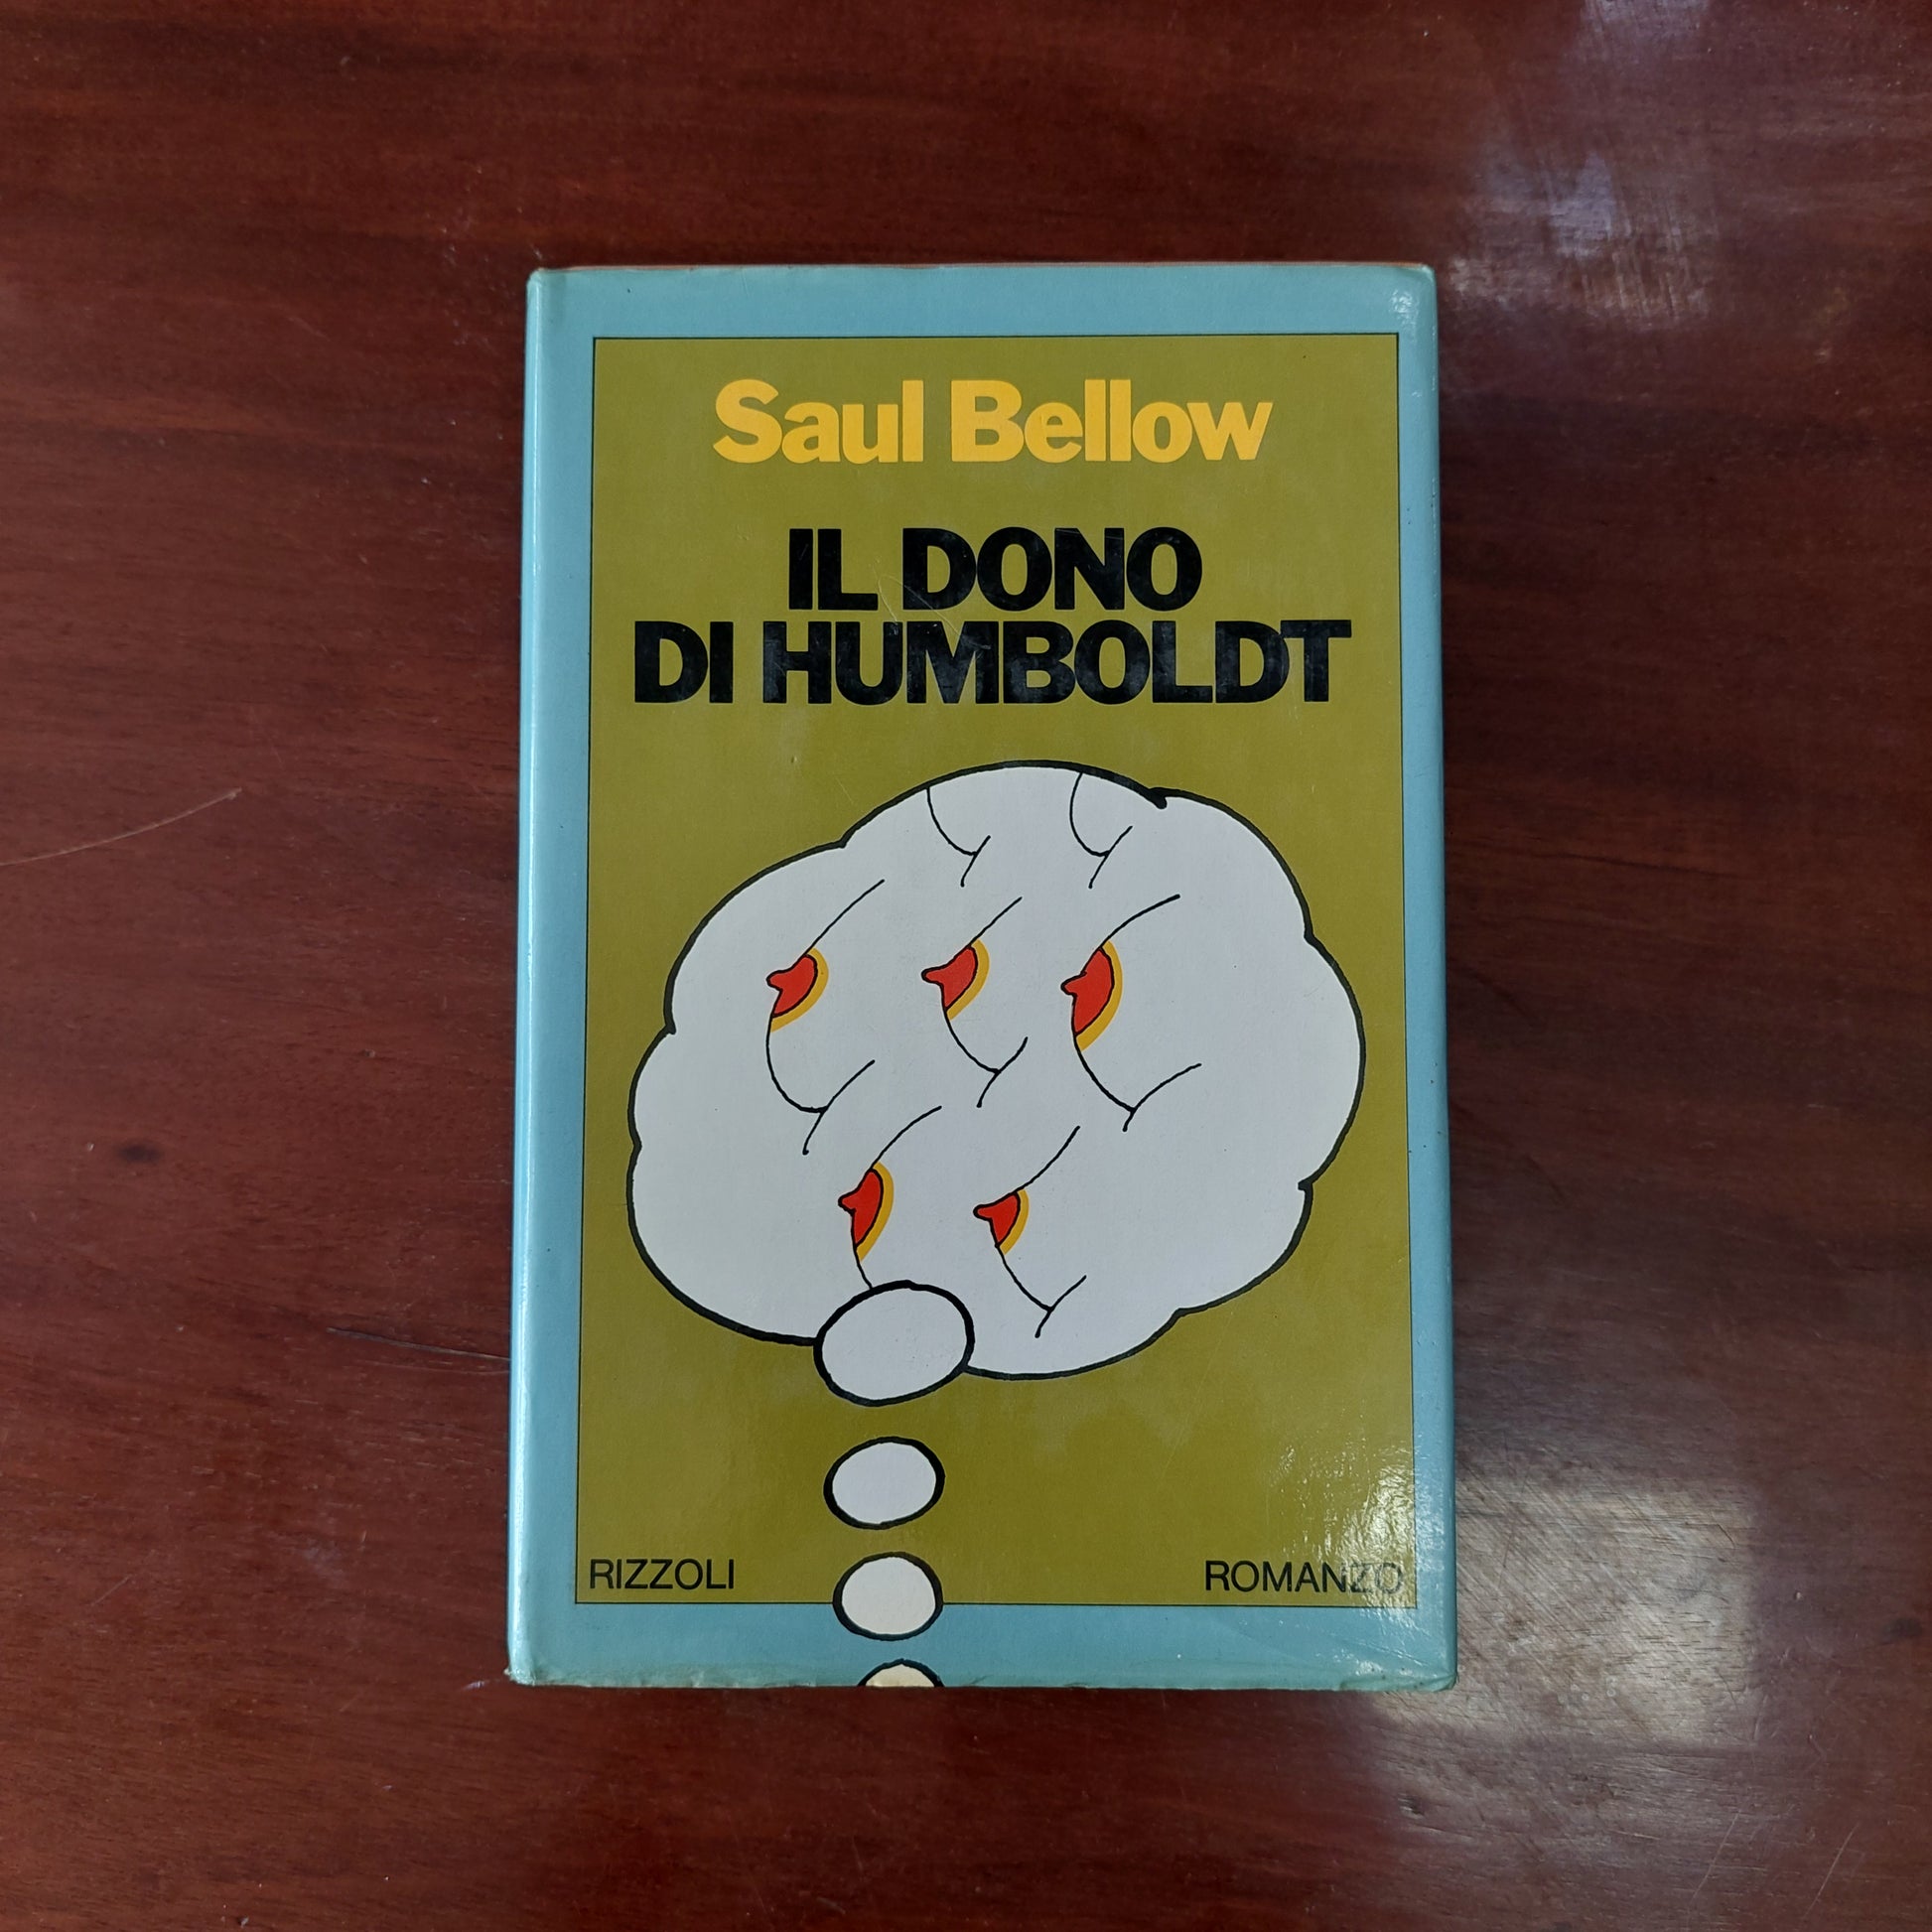 Saul Bellow
IL DONO
DI HUMBOLDT
RIZZOLI
ROMANZO